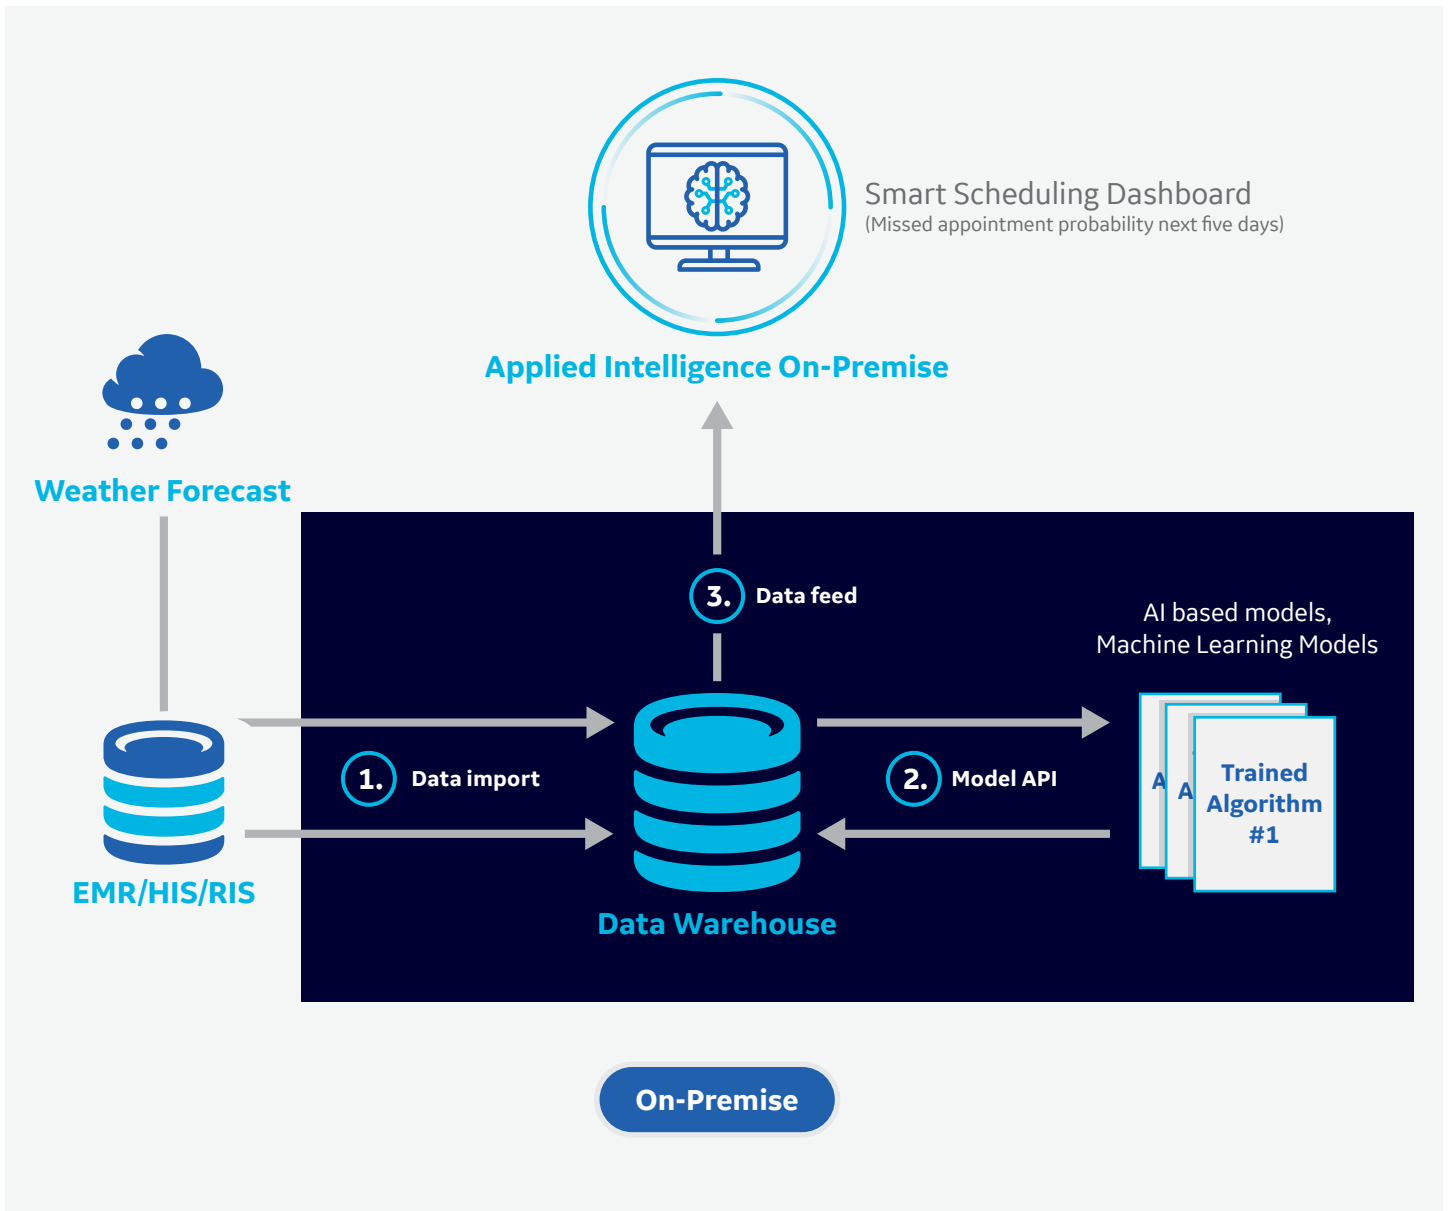 Smart Scheduling Dashboard
(Missed appointment probability next five days)
Applied Intelligence On-Premise
Weather Forecast
3. Data feed
AI based models,
Machine Learning Models
1. Data import
2. Model API
A
A
Trained
Algorithm
#1
EMR/HIS/RIS
Data Warehouse
On-Premise